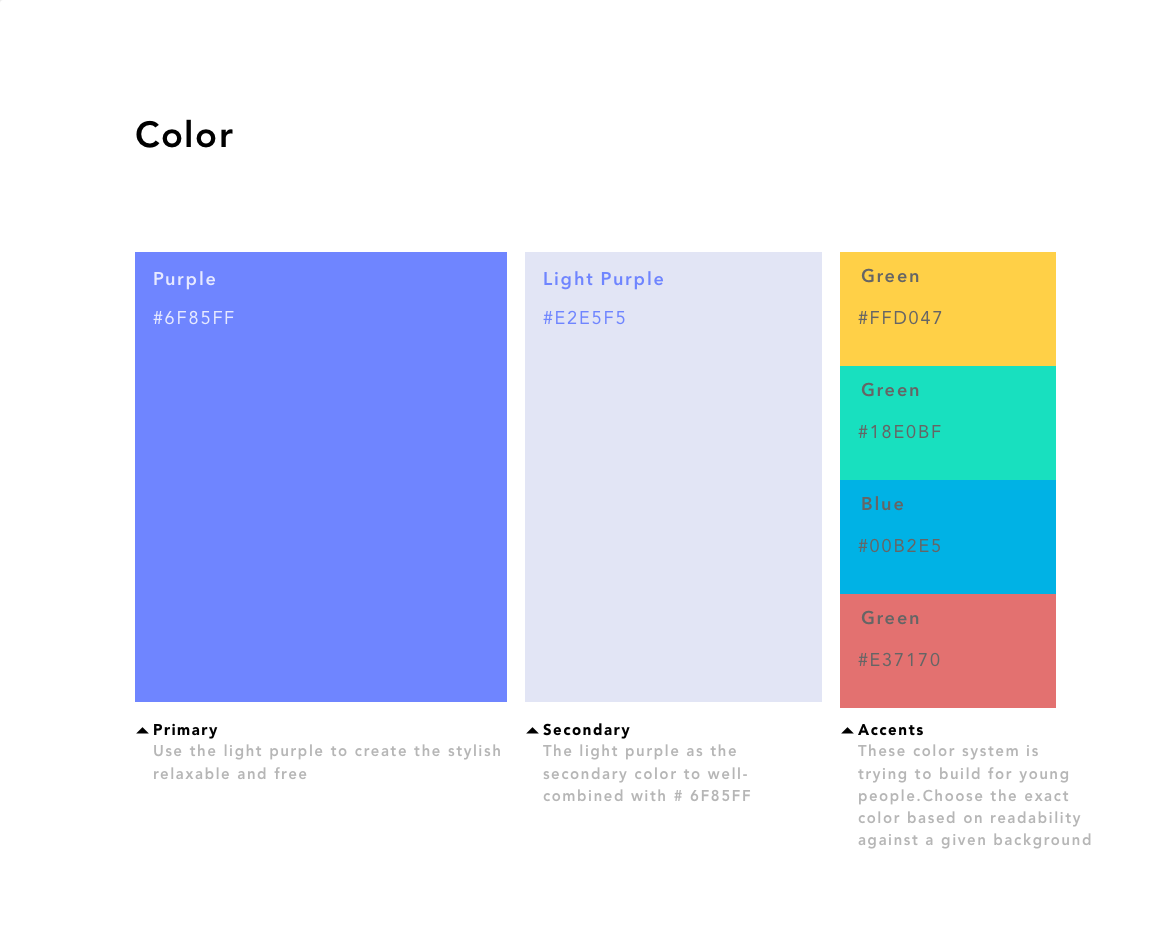 Color
Purple
#6F85FF
Light Purple
#E2E5F5
Green
#FFD047
Green
#18E0BF
Blue
#00B2E5
Green
#E37170
Primary
Use the light purple to create the stylish
relaxable and free
Secondary
The light purple as the
secondary color to well-
combined with # 6F85FF
Accents
These color system is
trying to build for young
people.Choose the exact
color based on readability
against a given background